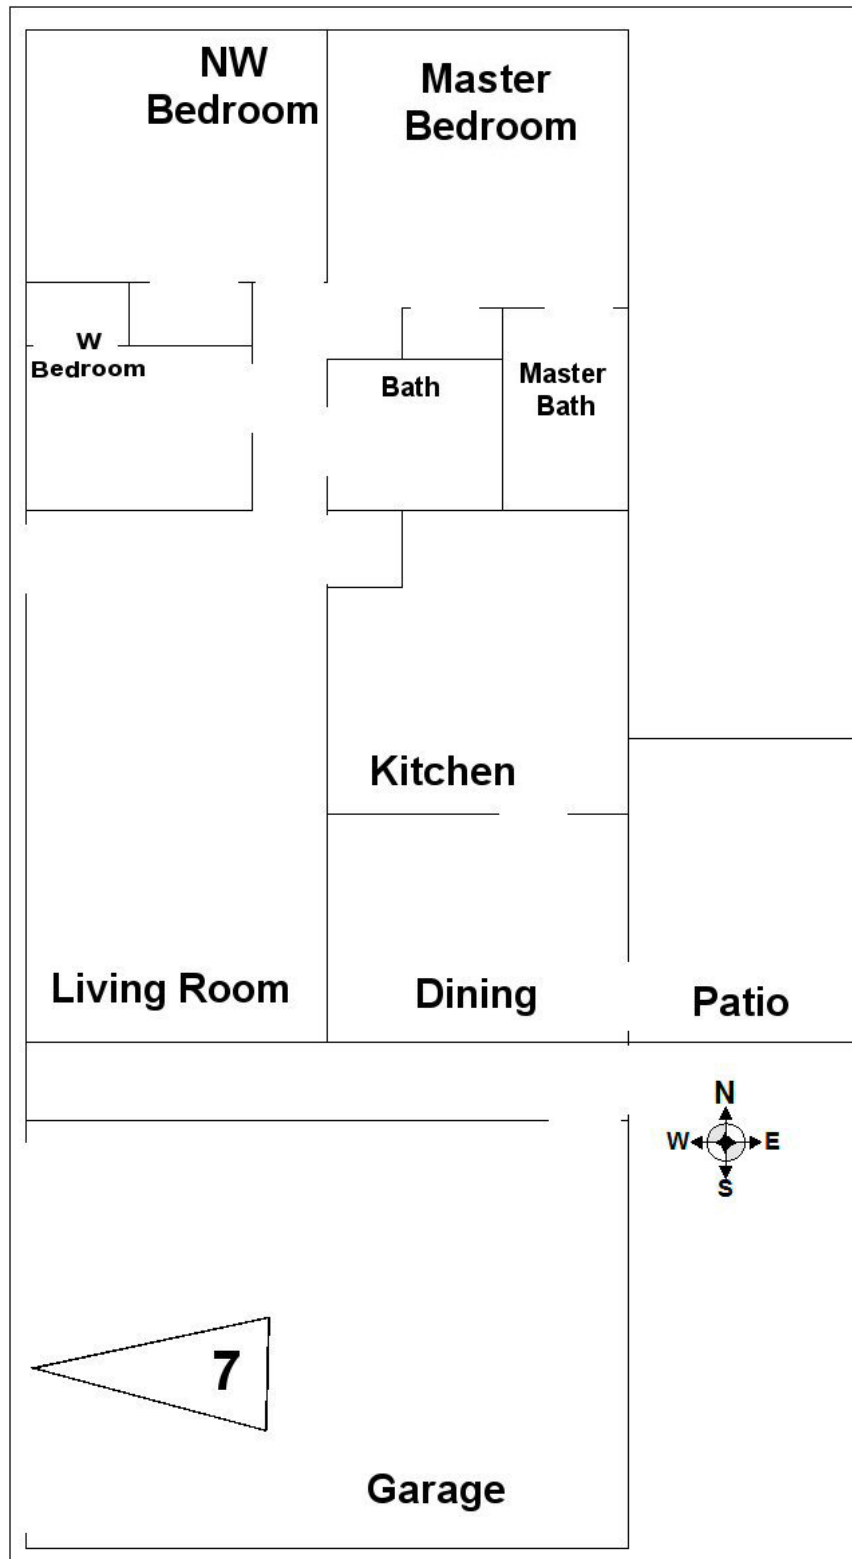 NW
Bedroom
Master
Bedroom
W
Bedroom
Bath
Master
Bath
Kitchen
Living Room
Dining
Patio
N
W
E
S
7
Garage